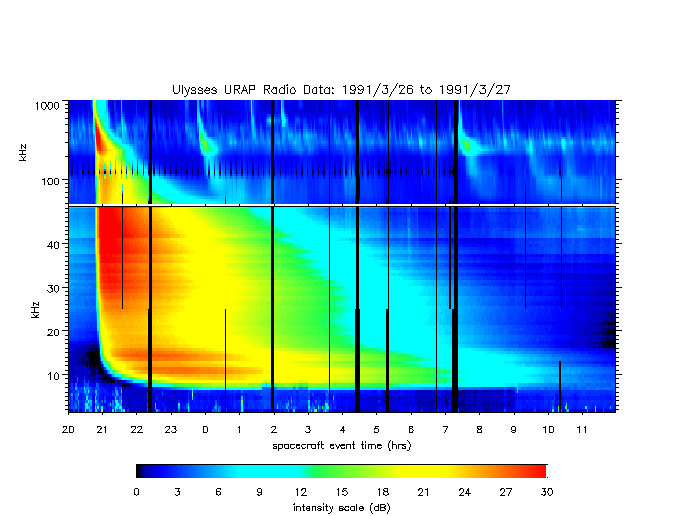 Ulysses URAP Radio Data: 1991/3/26 to 1991/3/27
1000
kHz
100
40
30
kHz
20
10
20 21 22 23 0 1 2 3 4 5 6 7 8 9 10 11
spacecraft event time (hrs)
0 3 6 9 12 15 18 21 24 27 30
intensity scale (dB)